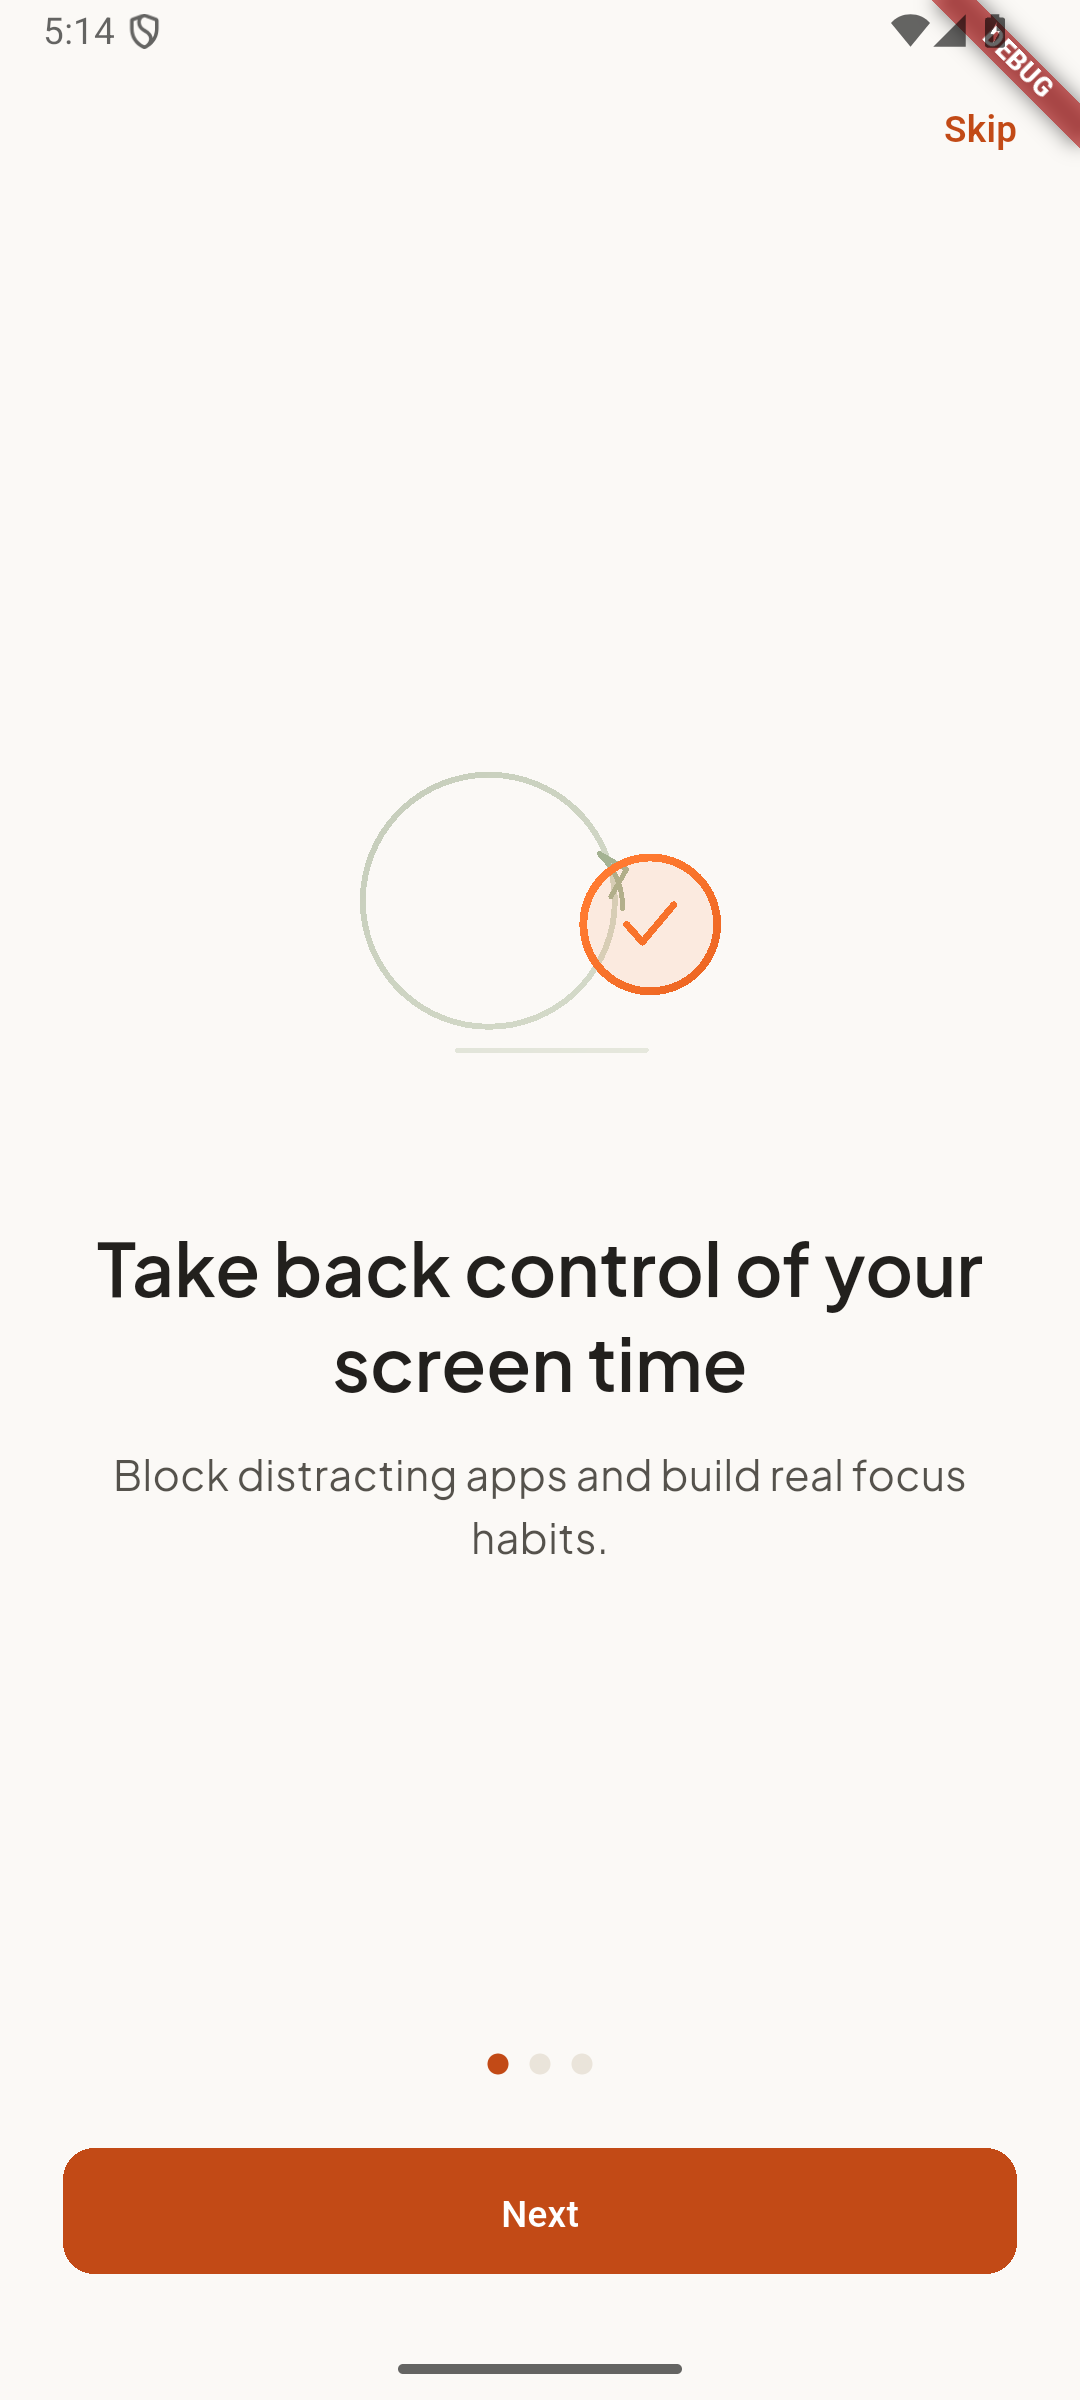 5:14
DEBUG
Skip
Take back control of your
screen time
Block distracting apps and build real focus
habits.
Next